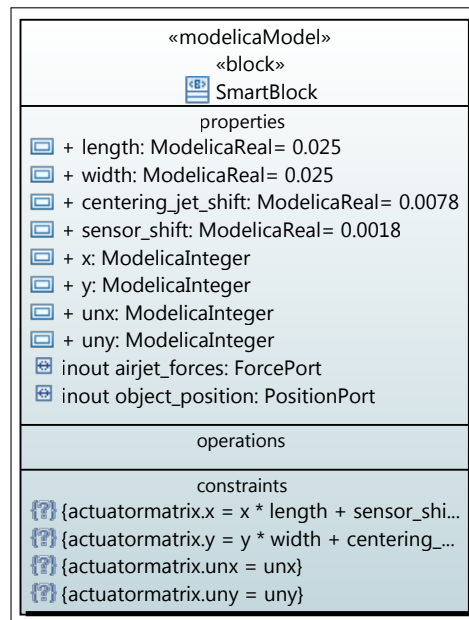 «modelicaModel»
«block»
SmartBlock
properties
+ length: ModelicaReal= 0.025
+ width: ModelicaReal= 0.025
+ centering_jet_shift: ModelicaReal= 0.0078
+ sensor_shift: ModelicaReal= 0.0018
+ x: ModelicaInteger
+ y: ModelicaInteger
+ unx: ModelicaInteger
+ uny: ModelicaInteger
inout airjet_forces: ForcePort
inout object_position: PositionPort
operations
constraints
{actuatormatrix.x = x * length + sensor_shi...
{actuatormatrix.y = y * width + centering_...
{actuatormatrix.unx = unx}
{actuatormatrix.uny = uny}